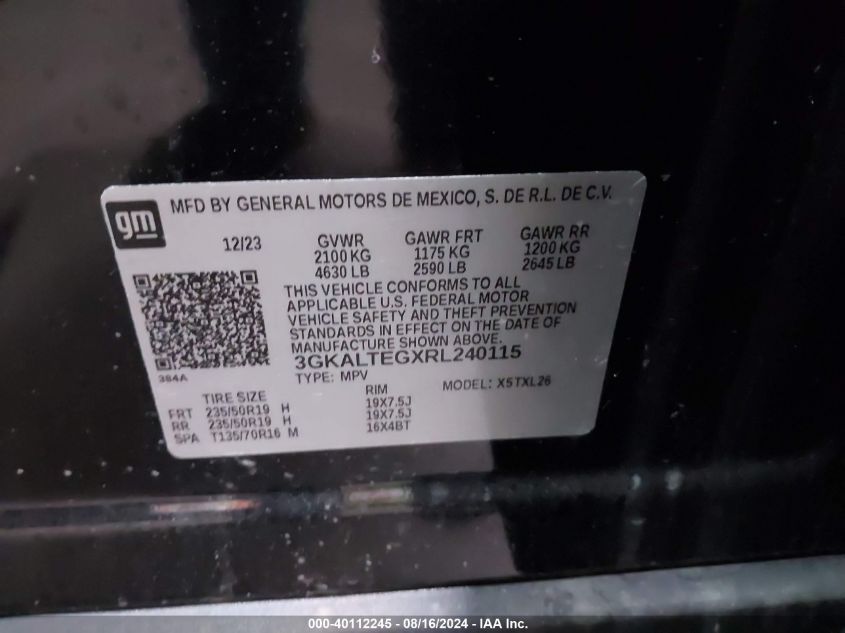 gm
MFD BY GENERAL MOTORS DE MEXICO, S. DE R.L. DE C.V.
12/23 GVWR GAWR FRT GAWR RR
2100 KG 1175 KG 1200 KG
4630 LB 2590 LB 2645 LB
THIS VEHICLE CONFORMS TO ALL
APPLICABLE U.S. FEDERAL MOTOR
VEHICLE SAFETY AND THEFT PREVENTION
STANDARDS IN EFFECT ON THE DATE OF
MANUFACTURE SHOWN ABOVE.
3GKALTEGXRL240115
384A
TYPE: MPV MODEL: X5TXL26
TIRE SIZE RIM
FRT 235/50R19 H 19X7.5J
RR 235/50R19 H 19X7.5J
SPA T135/70R16 M 16X4BT
000-40112245 - 08/16/2024 - IAA Inc.